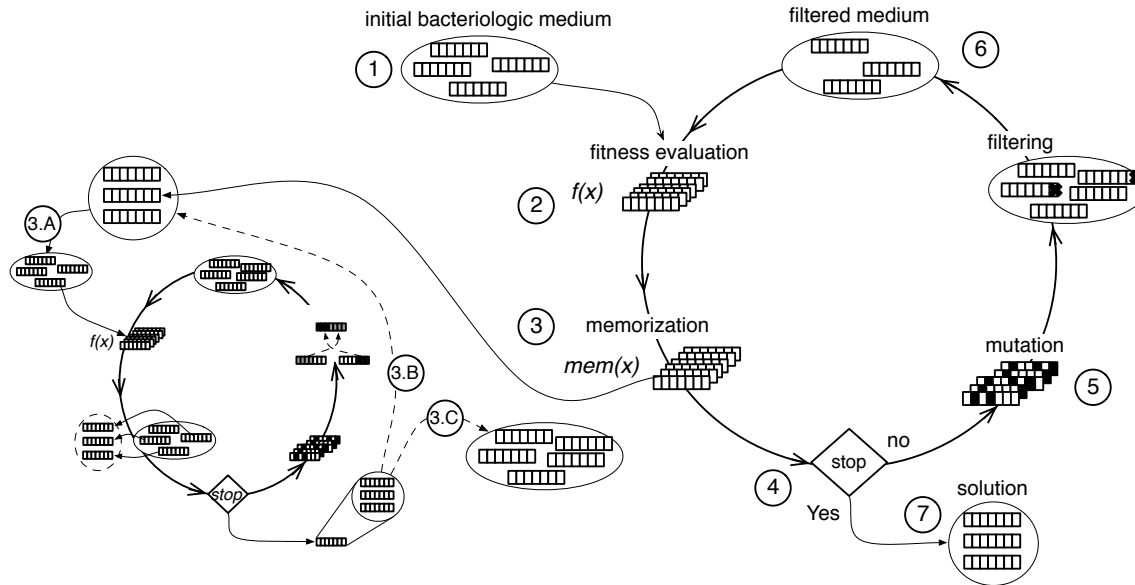 initial bacteriologic medium
filtered medium
1
6
fitness evaluation
filtering
f(x)
2
3.A
3
memorization
f(x)
mem(x)
mutation
3.B
5
3.C
no
stop
4
stop
Yes
7
solution